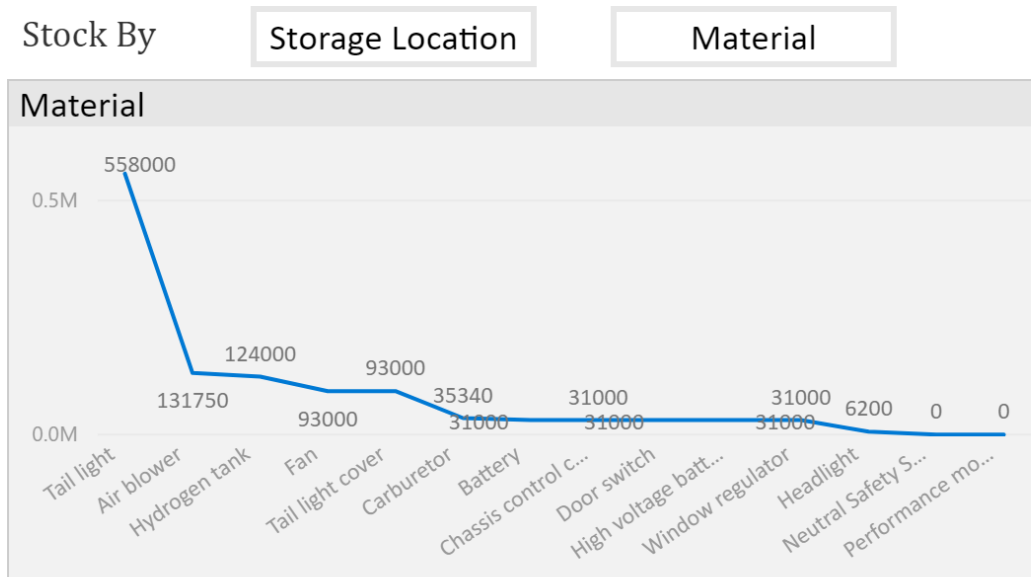 Stock By
Storage Location
Material
Material
558000
0.5M
124000
93000
131750
93000
35340
31000
31000
31000
31000
31000
6200
0
0
0.0M
Tail light
Air blower
Hydrogen tank
Fan
Tail light cover
Carburetor
Battery
Chassis control c...
Door switch
High voltage batt...
Window regulator
Headlight
Neutral Safety S...
Performance mo...